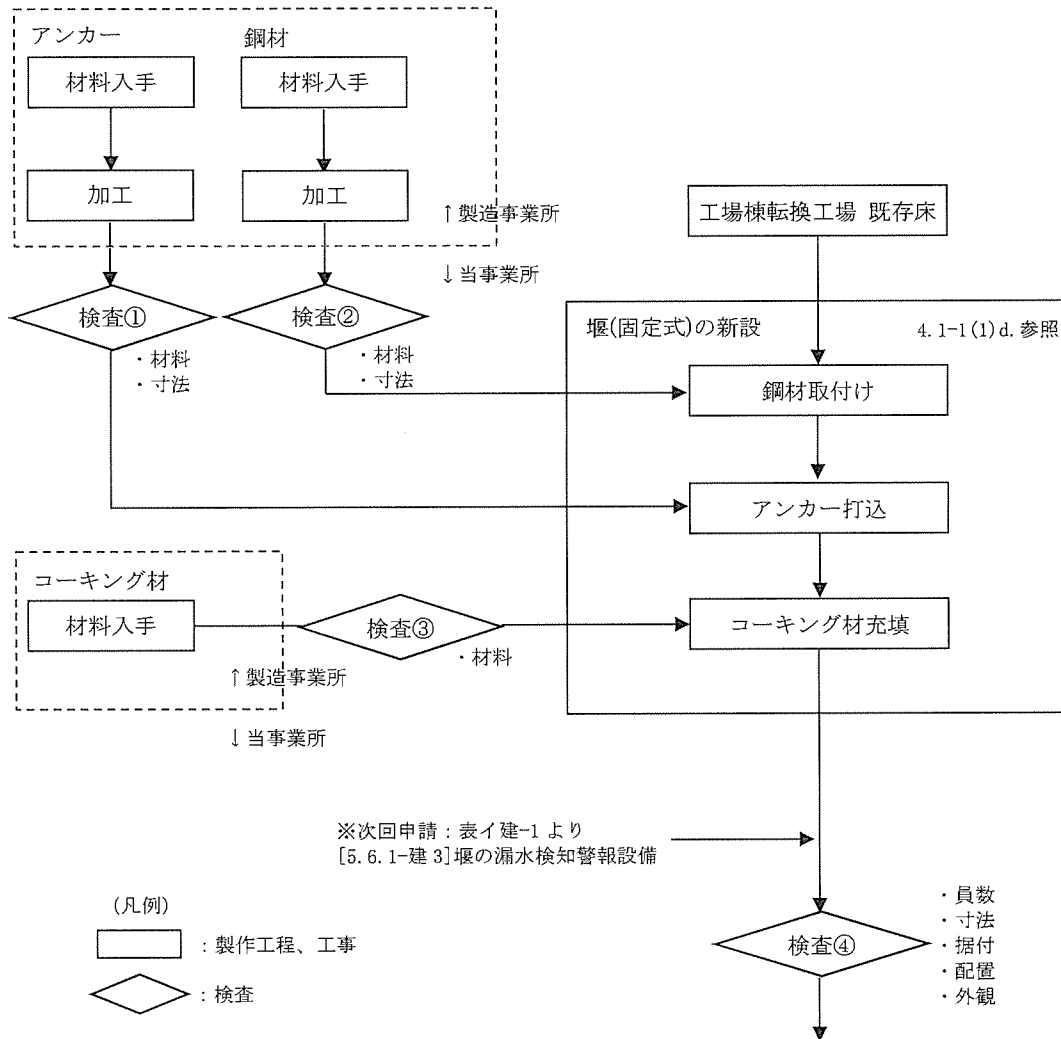 アンカー
鋼材
材料入手
材料入手
加工
加工
↑製造事業所
↓当事業所
工場棟転換工場 既存床
検査①
・材料
・寸法
検査②
・材料
・寸法
堰(固定式)の新設
4.1-1(1)d.参照
鋼材取付け
アンカー打込
コーキング材
材料入手
検査③
・材料
コーキング材充填
↑製造事業所
↓当事業所
※次回申請：表イ建-1 より
[5.6.1-建3]堰の漏水検知警報設備
検査④
・員数
・寸法
・据付
・配置
・外観
(凡例)
：製作工程、工事
：検査